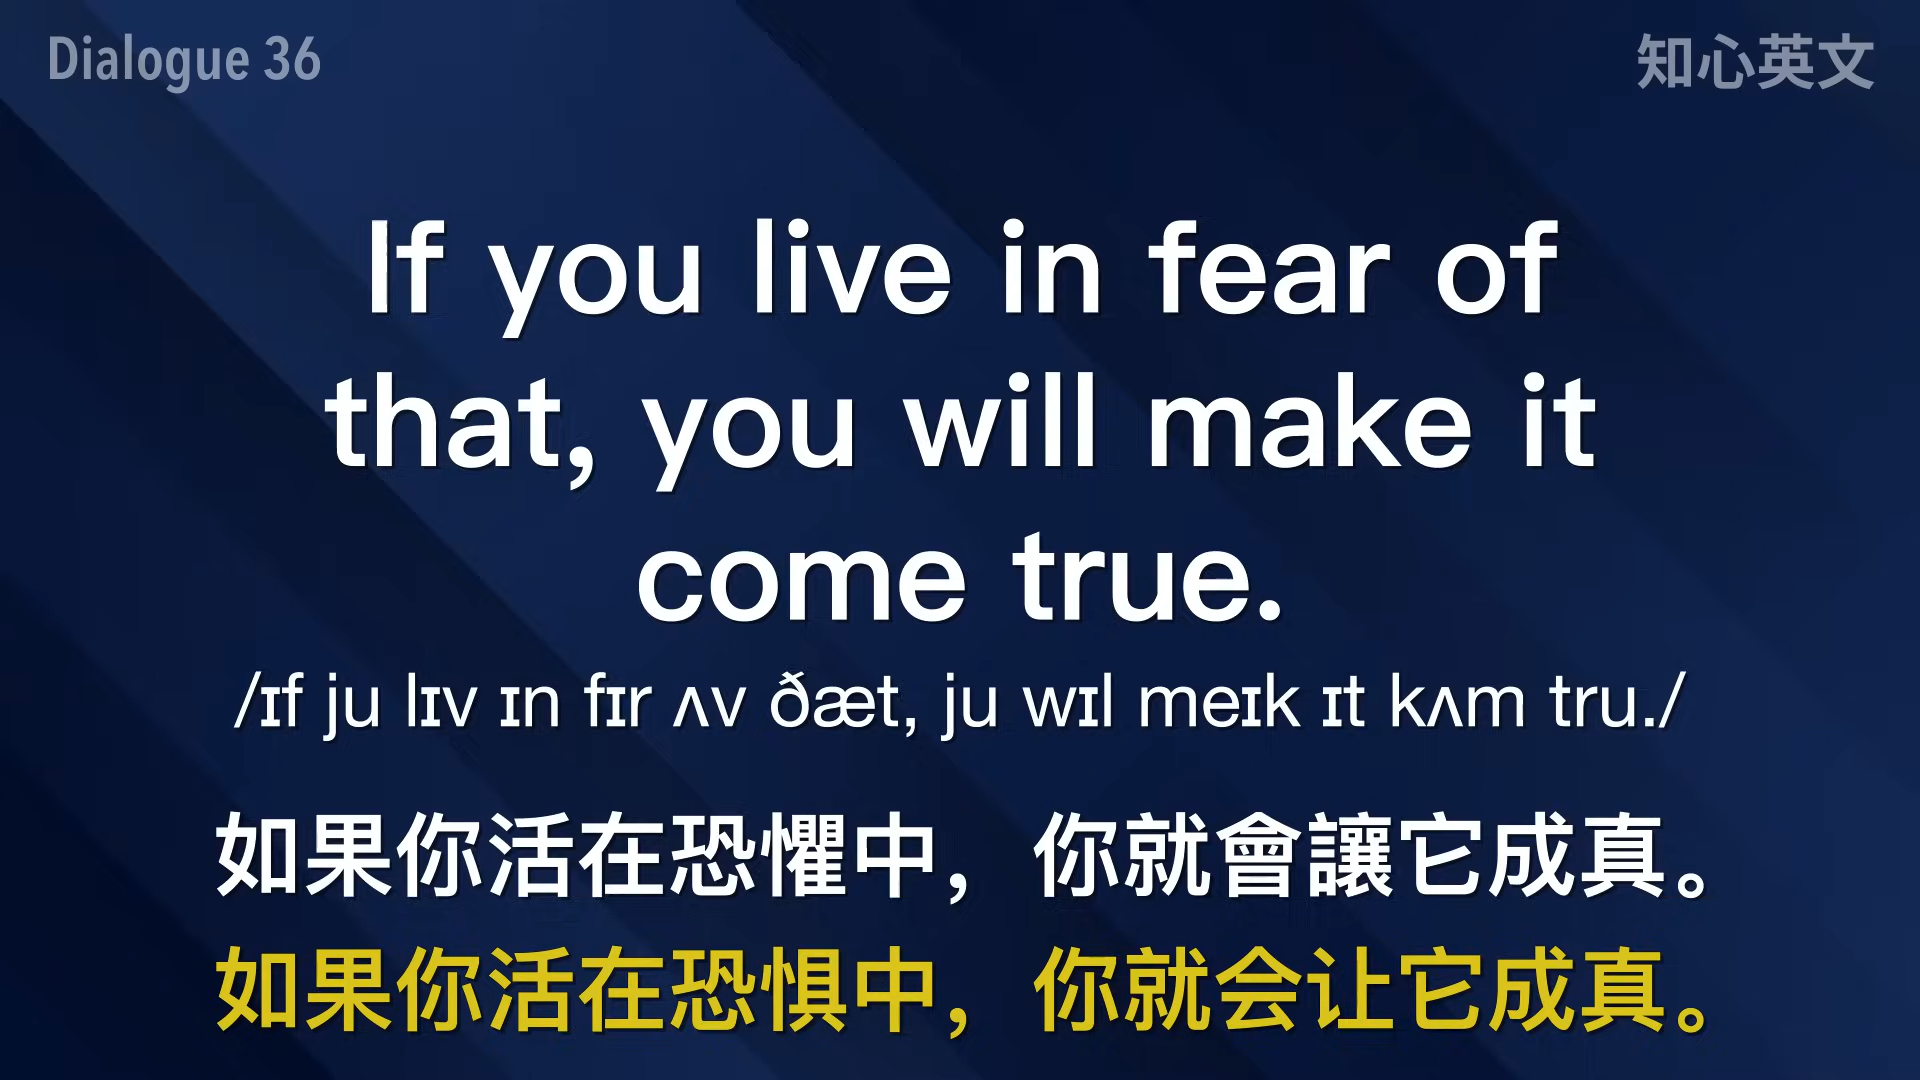 Dialogue 36
知心英文
If you live in fear of
that, you will make it
come true.
/ɪf ju lɪv ɪn fɪr ʌv ðæt, ju wɪl meɪk ɪt kʌm tru./
如果你活在恐懼中，你就會讓它成真。
如果你活在恐惧中，你就会让它成真。